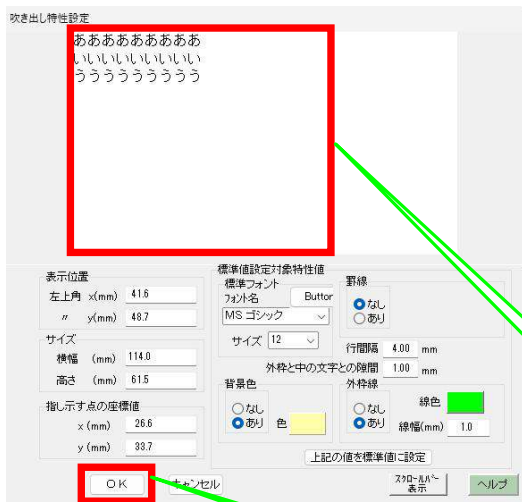 吹き出し特性設定
あああああああああ
いいいいいいいいい
ううううううううう
表示位置
左上角 x(mm) 41.6
〃 y(mm) 48.7
サイズ
横幅 (mm) 114.0
高さ (mm) 61.5
指し示す点の座標値
x(mm) 26.6
y(mm) 33.7
標準値設定対象特性値
標準フォント
フォント名 Button
MS ゴシック
サイズ 12
罫線
なし
あり
行間隔 4.00 mm
外枠と中の文字との隙間 1.00 mm
背景色
なし
あり 色
外枠線
なし 線色
あり 線幅(mm) 1.0
上記の値を標準値に設定
OK
キャンセル
スクロールバー
表示
ヘルプ